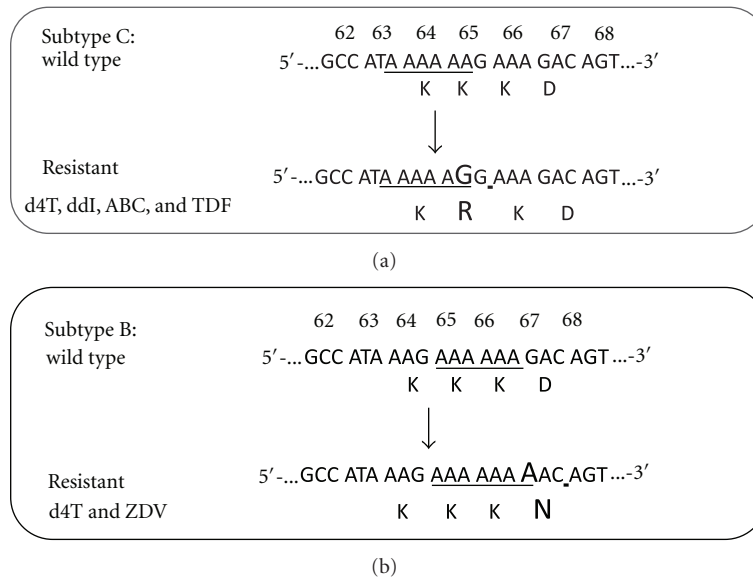 Subtype C:
wild type
62 63 64 65 66 67 68
5′-...GCC ATA AAA AAG AAA GAC AGT...-3′
K K K D
Resistant
d4T, ddI, ABC, and TDF
5′-...GCC ATA AAA AGG AAA GAC AGT...-3′
K R K D
(a)
Subtype B:
wild type
62 63 64 65 66 67 68
5′-...GCC ATA AAG AAA AAA GAC AGT...-3′
K K K D
Resistant
d4T and ZDV
5′-...GCC ATA AAG AAA AAA AAC AGT...-3′
K K K N
(b)